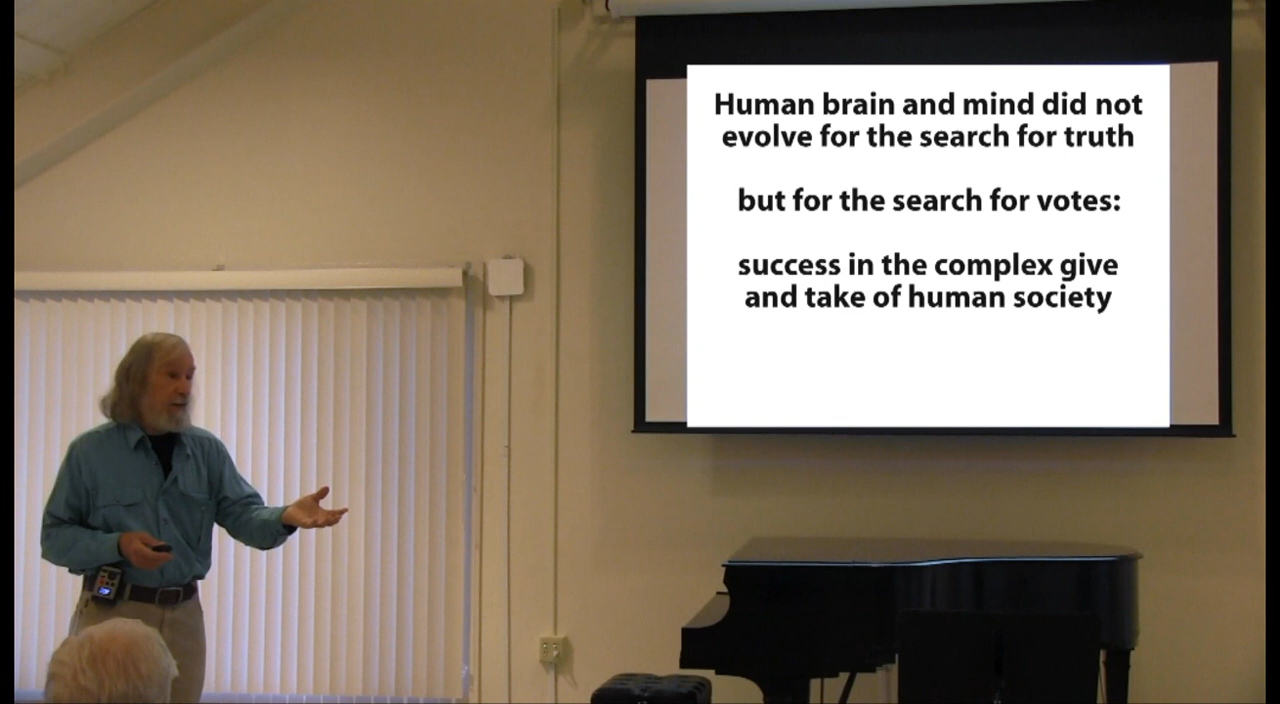 Human brain and mind did not
evolve for the search for truth
but for the search for votes:
success in the complex give
and take of human society